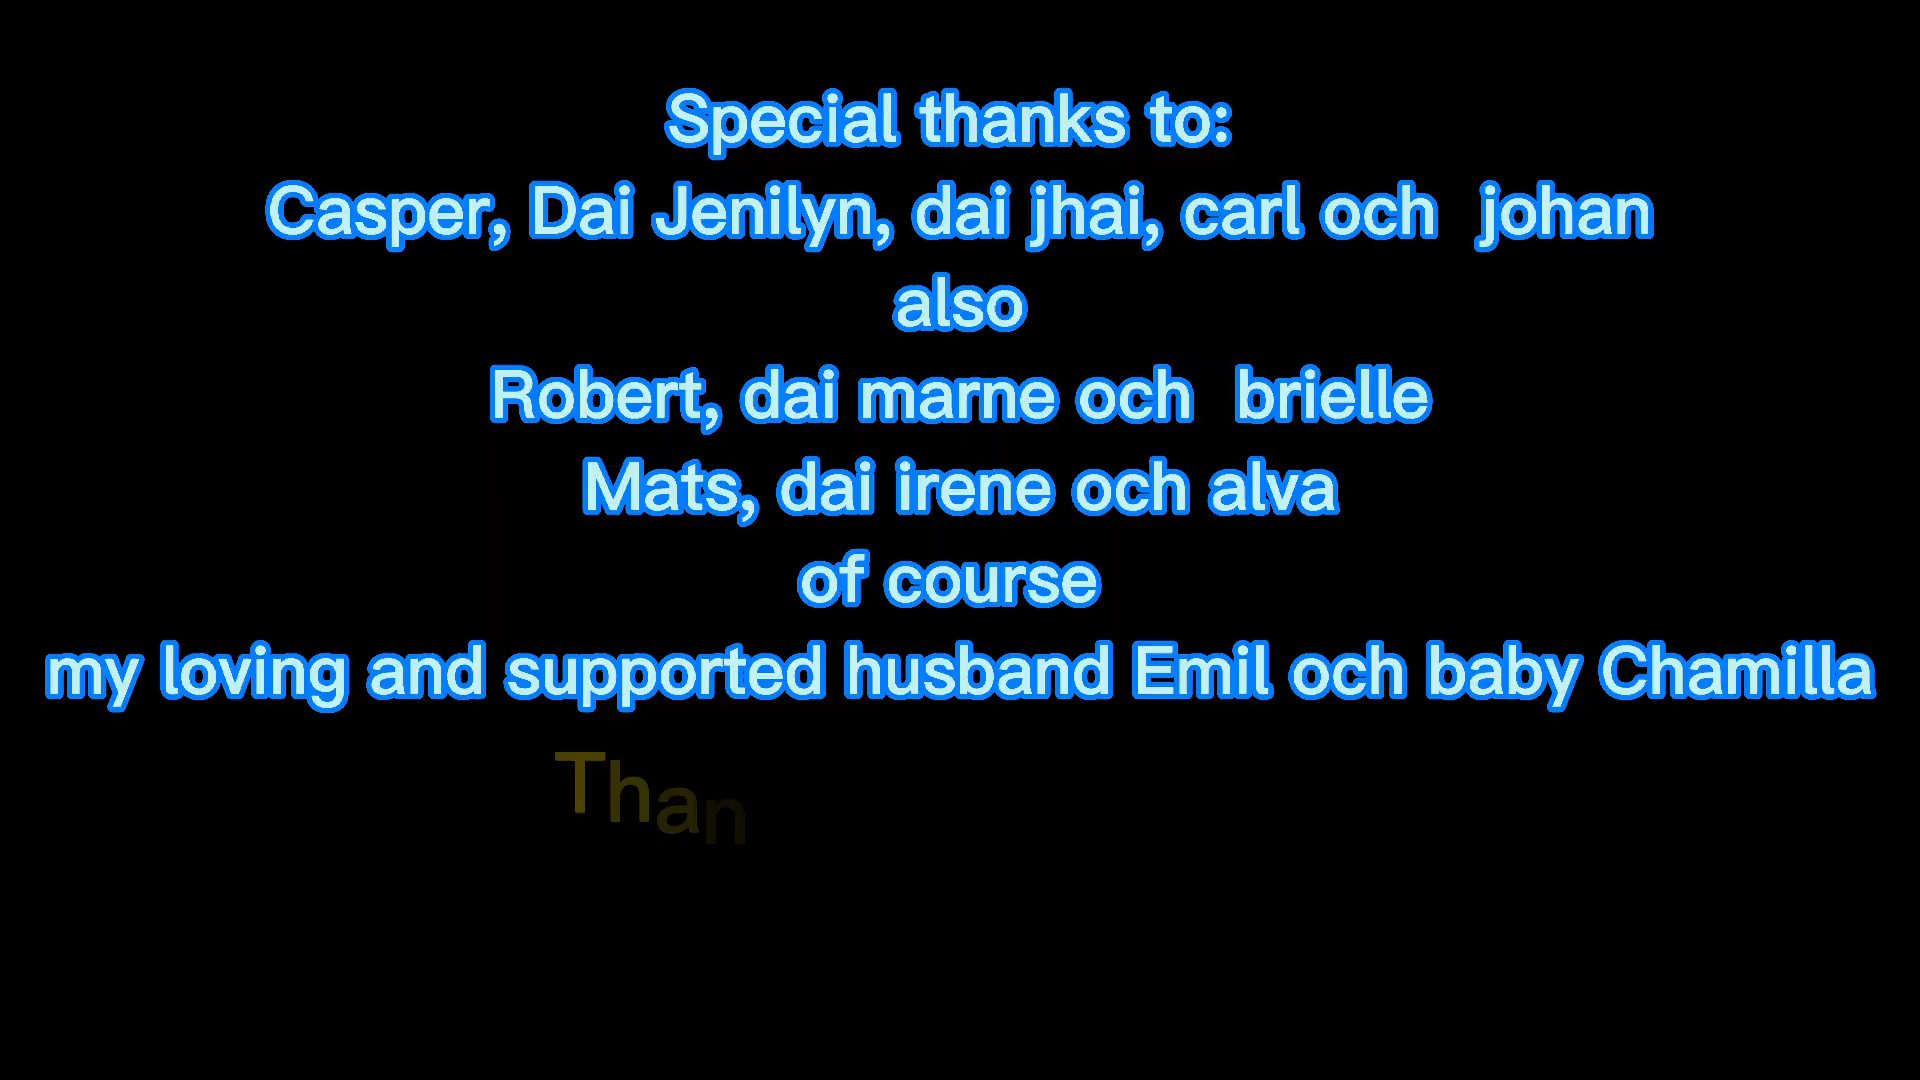 Special thanks to:
Casper, Dai Jenilyn, dai jhai, carl och johan
also
Robert, dai marne och brielle
Mats, dai irene och alva
of course
my loving and supported husband Emil och baby Chamilla
Than